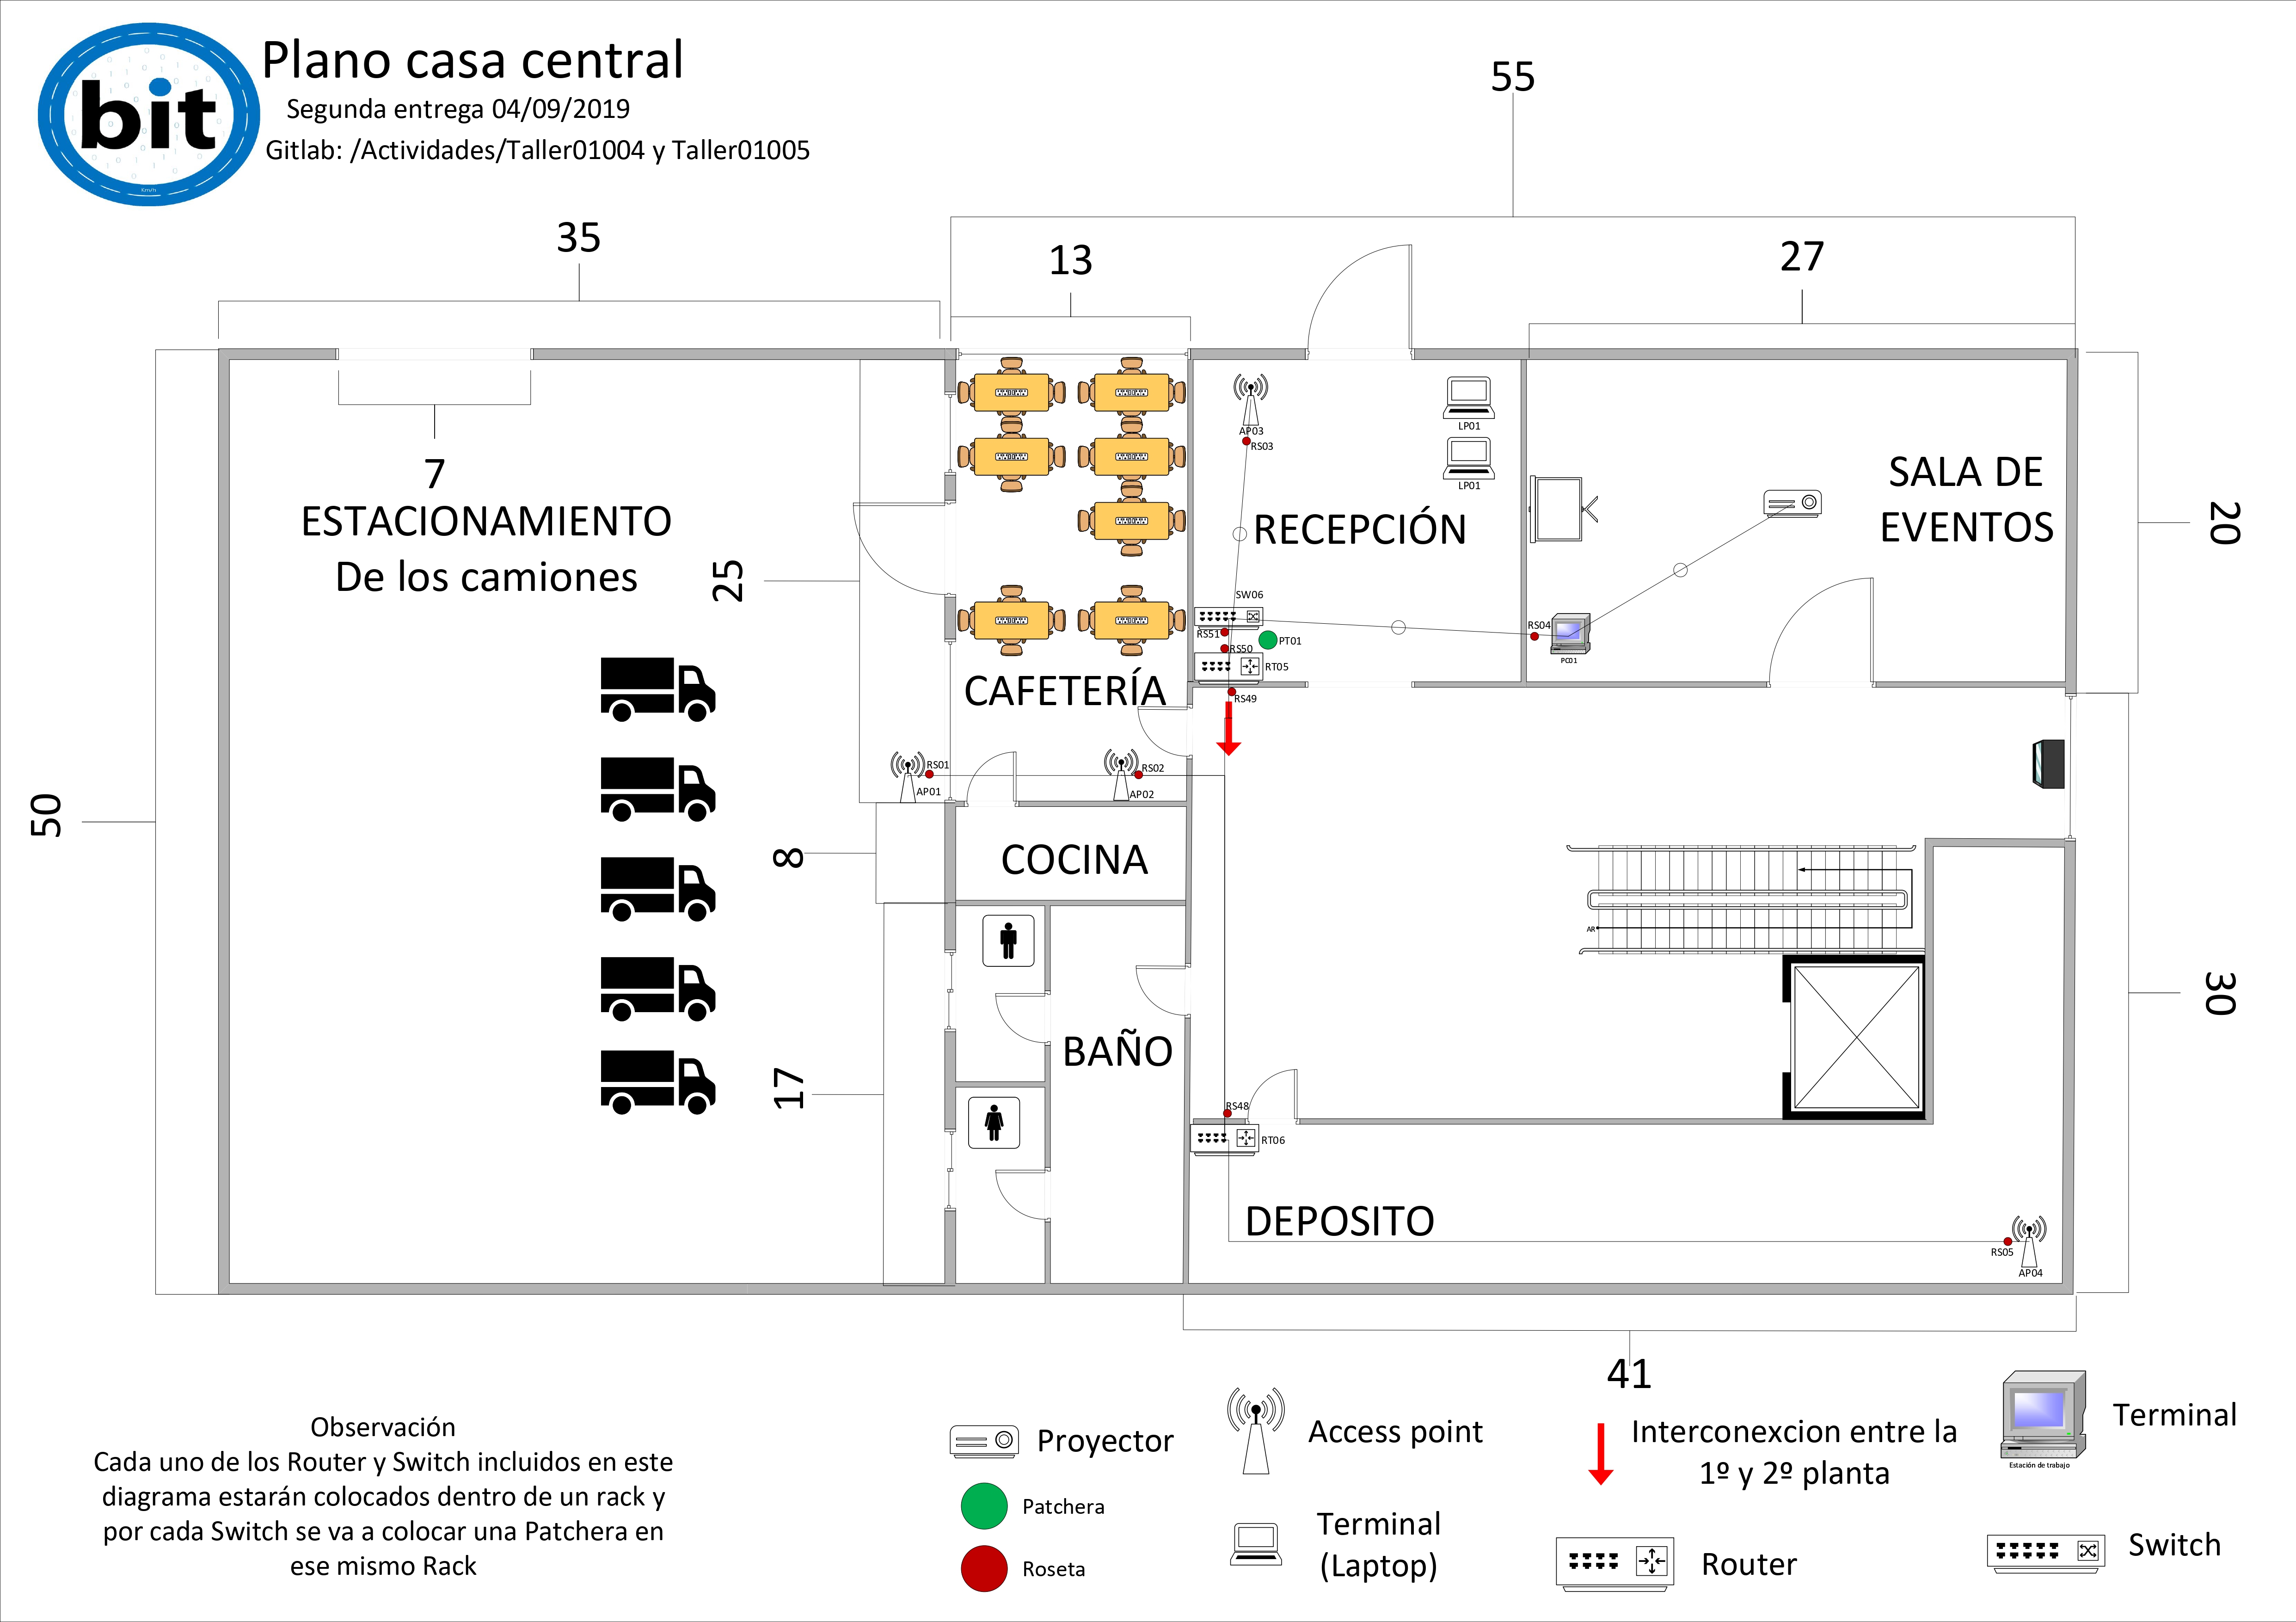 bit
Km/h
Plano casa central
Segunda entrega 04/09/2019
Gitlab: /Actividades/Taller01004 y Taller01005
55
35
13
27
7
ESTACIONAMIENTO
De los camiones
25
50
8
17
20
30
41
AP03
RS03
LP01
LP01
RECEPCIÓN
SALA DE
EVENTOS
SW06
RS51
PT01
RS50
RT05
RS49
RS04
PC01
CAFETERÍA
RS01
AP01
RS02
AP02
COCINA
AR
BAÑO
RS48
RT06
DEPOSITO
RS05
AP04
Observación
Cada uno de los Router y Switch incluidos en este
diagrama estarán colocados dentro de un rack y
por cada Switch se va a colocar una Patchera en
ese mismo Rack
Proyector
Patchera
Roseta
Access point
Terminal
(Laptop)
Interconexcion entre la
1º y 2º planta
Router
Estación de trabajo
Terminal
Switch